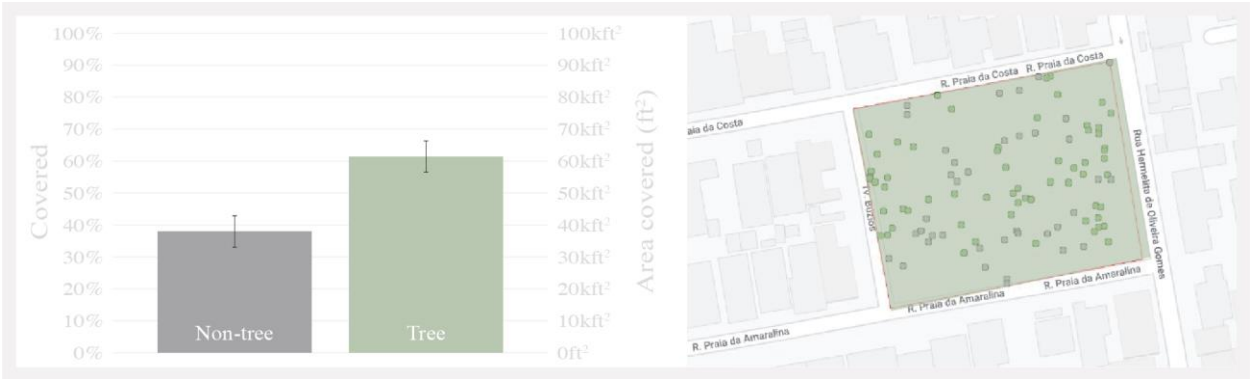 100%
90%
80%
70%
60%
50%
40%
30%
20%
10%
0%
Covered
Non-tree
Tree
100kft²
90kft²
80kft²
70kft²
60kft²
50kft²
40kft²
30kft²
20kft²
10kft²
0ft²
Area covered (ft²)
R. Praia da Costa
R. Praia da Costa
aia da Costa
Tv. Búzios
Rua Hermelito de Oliveira Gomes
R. Praia da Amaralina
R. Praia da Amaralina
R. Praia da Amaralina